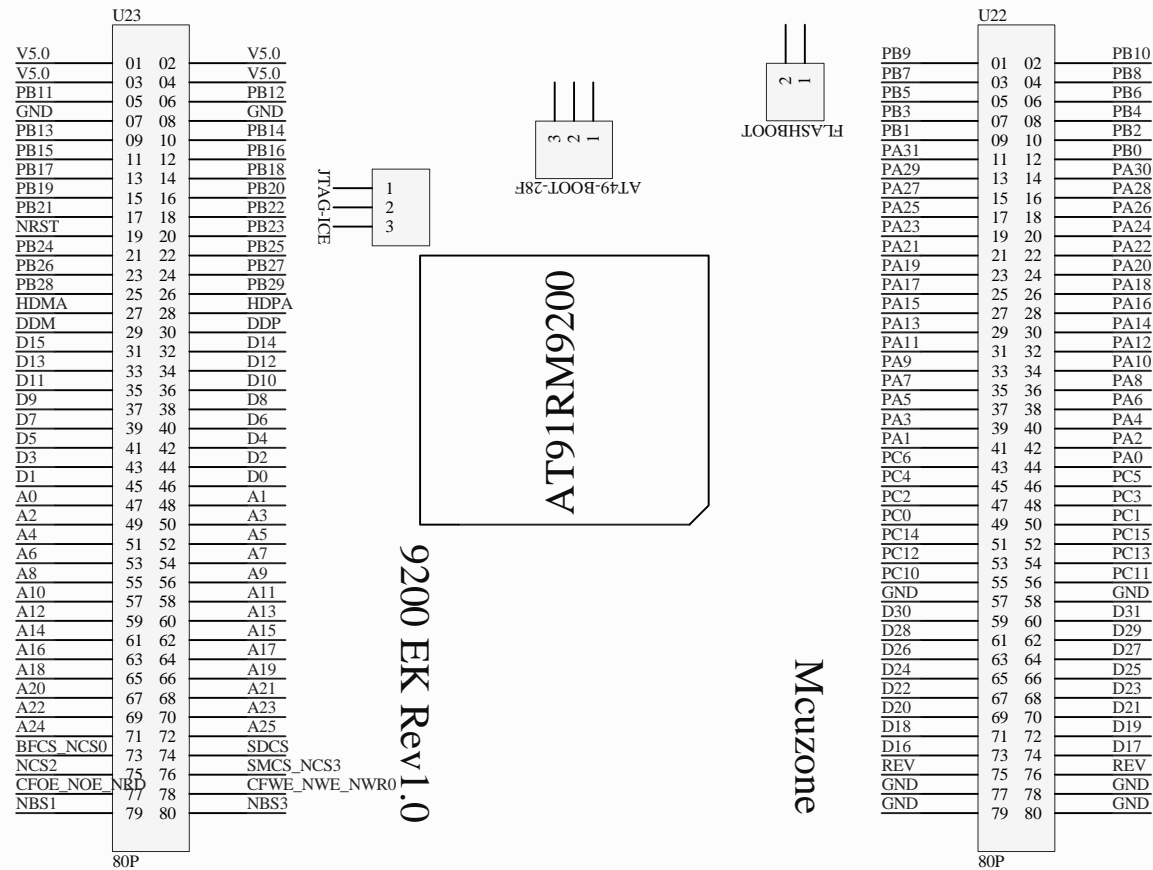 U23
V5.0 01 02 V5.0
V5.0 03 04 V5.0
PB11 05 06 PB12
GND 07 08 GND
PB13 09 10 PB14
PB15 11 12 PB16
PB17 13 14 PB18
PB19 15 16 PB20
PB21 17 18 PB22
NRST 19 20 PB23
PB24 21 22 PB25
PB26 23 24 PB27
PB28 25 26 PB29
HDMA 27 28 HDPA
DDM 29 30 DDP
D15 31 32 D14
D13 33 34 D12
D11 35 36 D10
D9 37 38 D8
D7 39 40 D6
D5 41 42 D4
D3 43 44 D2
D1 45 46 D0
A0 47 48 A1
A2 49 50 A3
A4 51 52 A5
A6 53 54 A7
A8 55 56 A9
A10 57 58 A11
A12 59 60 A13
A14 61 62 A15
A16 63 64 A17
A18 65 66 A19
A20 67 68 A21
A22 69 70 A23
A24 71 72 A25
BFCS_NCS0 73 74 SDCS
NCS2 75 76 SMCS_NCS3
CFOE_NOE_NRD 77 78 CFWE_NWE_NWR0
NBS1 79 80 NBS3
80P
JTAG-ICE
1
2
3
3 2 1
AT49-BOOT-28F
2 1
FLASHBOOT
AT91RM9200
9200 EK Rev1.0
Mcuzone
U22
PB9 01 02 PB10
PB7 03 04 PB8
PB5 05 06 PB6
PB3 07 08 PB4
PB1 09 10 PB2
PA31 11 12 PB0
PA29 13 14 PA30
PA27 15 16 PA28
PA25 17 18 PA26
PA23 19 20 PA24
PA21 21 22 PA22
PA19 23 24 PA20
PA17 25 26 PA18
PA15 27 28 PA16
PA13 29 30 PA14
PA11 31 32 PA12
PA9 33 34 PA10
PA7 35 36 PA8
PA5 37 38 PA6
PA3 39 40 PA4
PA1 41 42 PA2
PC6 43 44 PA0
PC4 45 46 PC5
PC2 47 48 PC3
PC0 49 50 PC1
PC14 51 52 PC15
PC12 53 54 PC13
PC10 55 56 PC11
GND 57 58 GND
D30 59 60 D31
D28 61 62 D29
D26 63 64 D27
D24 65 66 D25
D22 67 68 D23
D20 69 70 D21
D18 71 72 D19
D16 73 74 D17
REV 75 76 REV
GND 77 78 GND
GND 79 80 GND
80P